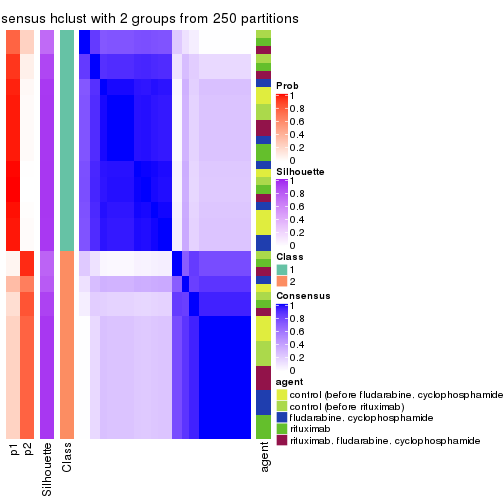 sensus hclust with 2 groups from 250 partitions
Prob
1
0.8
0.6
0.4
0.2
0
Silhouette
1
0.8
0.6
0.4
0.2
0
Class
1
2
Consensus
1
0.8
0.6
0.4
0.2
0
agent
control (before fludarabine. cyclophosphamide
control (before rituximab)
fludarabine. cyclophosphamide
rituximab
rituximab. fludarabine. cyclophosphamide
p1
p2
Silhouette
Class
agent